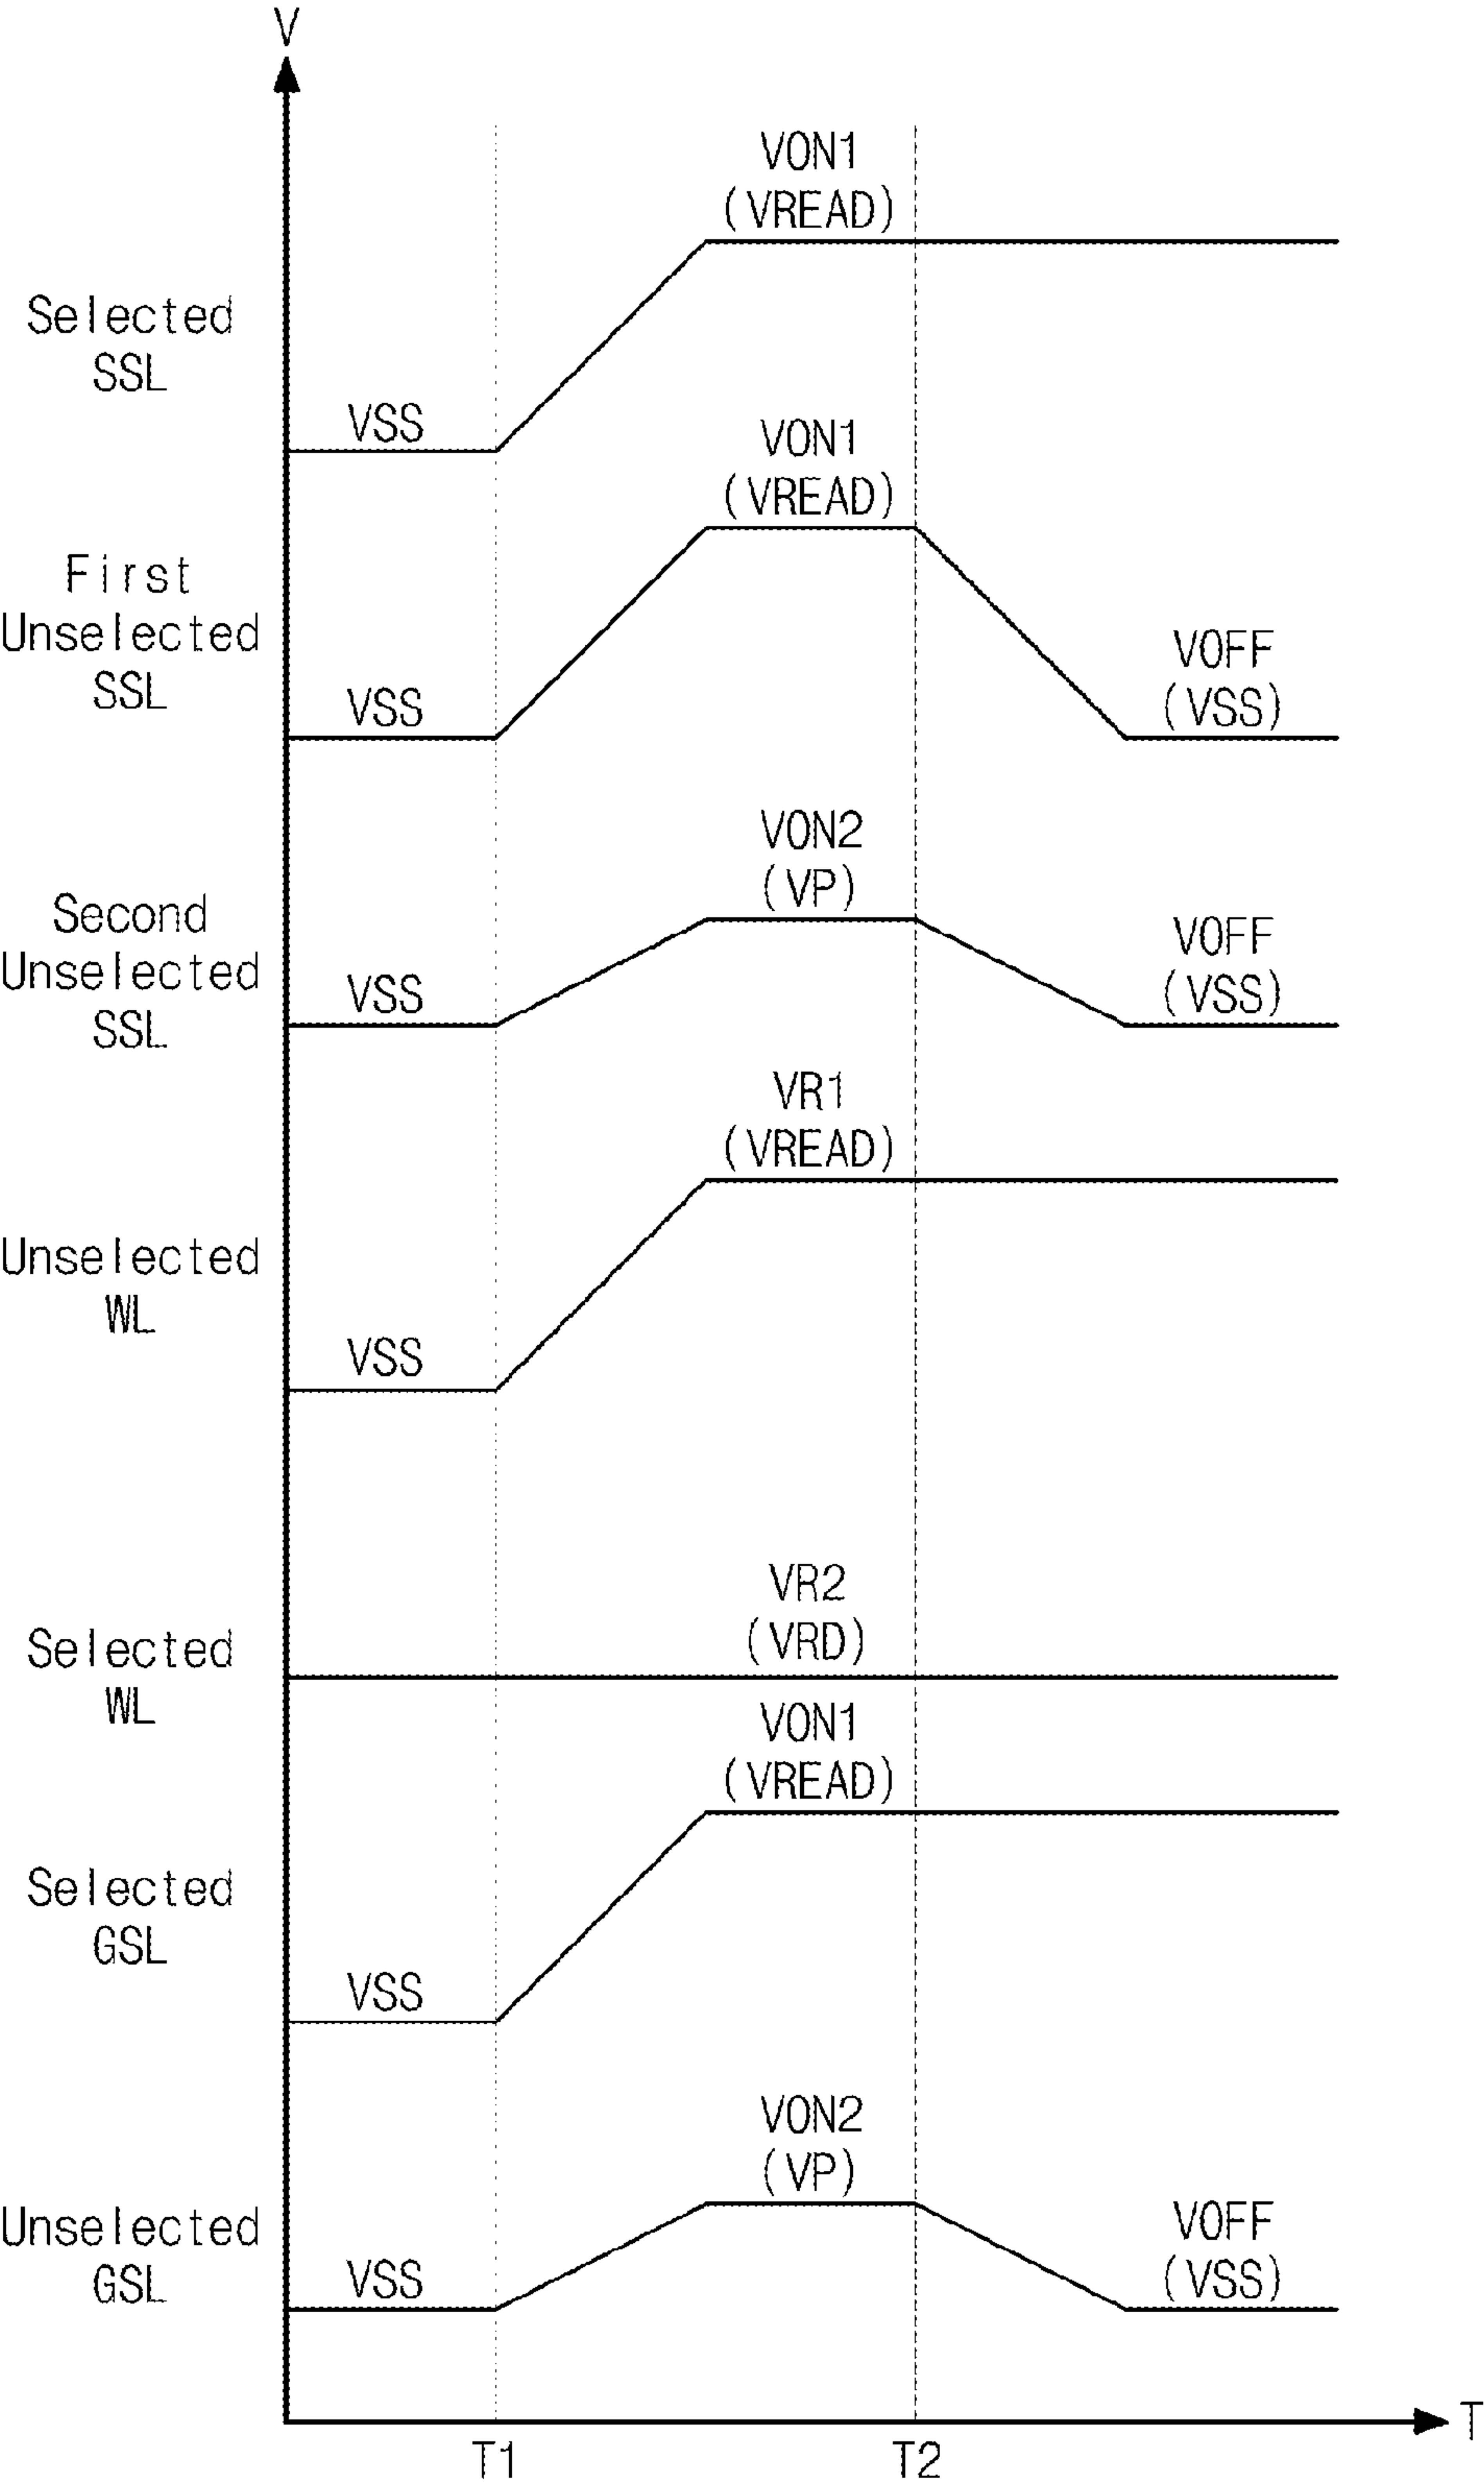 V
VON1
(VREAD)
Selected
SSL
VSS
VON1
(VREAD)
First
Unselected
SSL
VSS
VOFF
(VSS)
VON2
(VP)
Second
Unselected
SSL
VSS
VOFF
(VSS)
VR1
(VREAD)
Unselected
WL
VSS
VR2
(VRD)
Selected
WL
VON1
(VREAD)
Selected
GSL
VSS
VON2
(VP)
Unselected
GSL
VSS
VOFF
(VSS)
T
T1
T2